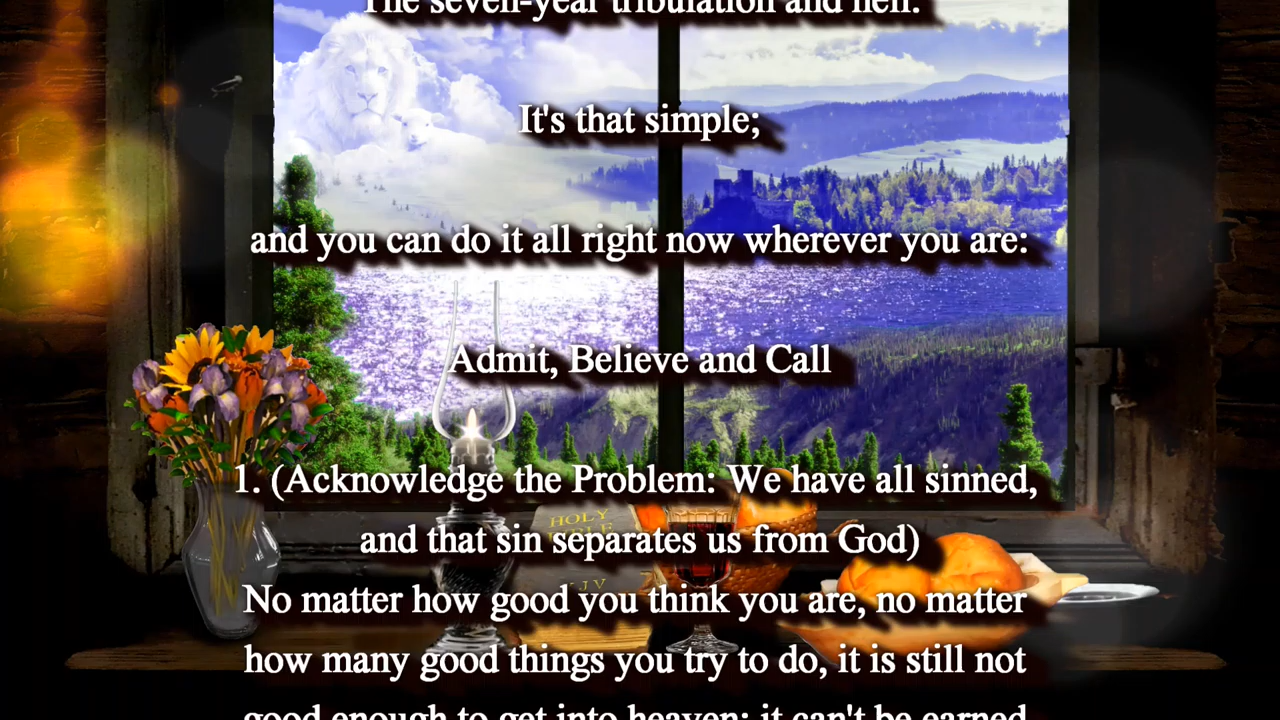 The seven-year tribulation and hell.
It's that simple;
and you can do it all right now wherever you are:
Admit, Believe and Call
1. (Acknowledge the Problem: We have all sinned,
and that sin separates us from God)
HOLY
BIBLE
KJV
No matter how good you think you are, no matter
how many good things you try to do, it is still not
good enough to get into heaven; it can't be earned